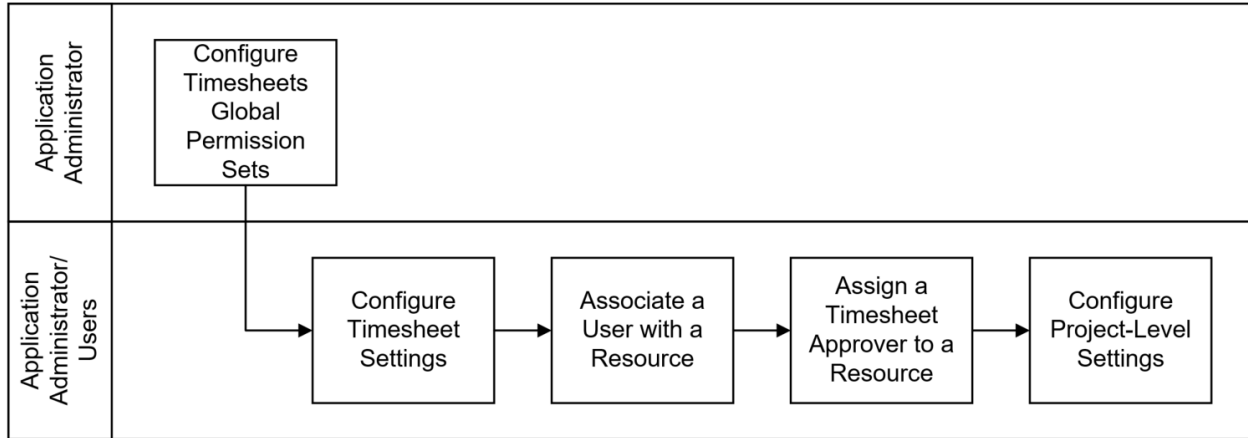 Application
Administrator
Configure
Timesheets
Global
Permission
Sets
Application
Administrator/
Users
Configure
Timesheet
Settings
Associate a
User with a
Resource
Assign a
Timesheet
Approver to a
Resource
Configure
Project-Level
Settings